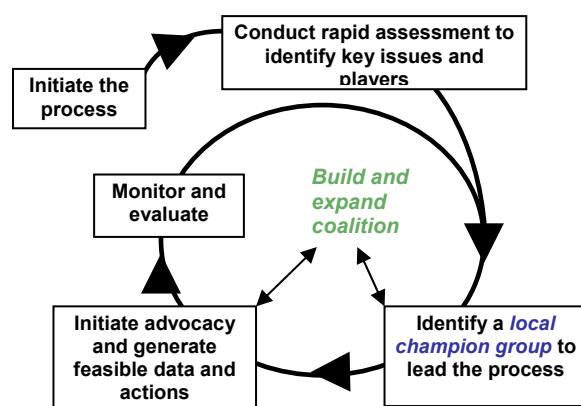 Conduct rapid assessment to
identify key issues and
players
Initiate the
process
Build and
expand
coalition
Monitor and
evaluate
Initiate advocacy
and generate
feasible data and
actions
Identify a local
champion group to
lead the process